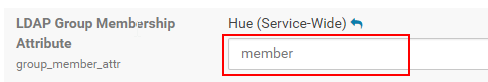 LDAP Group Membership Hue (Service-Wide)
Attribute
member
group_member_attr